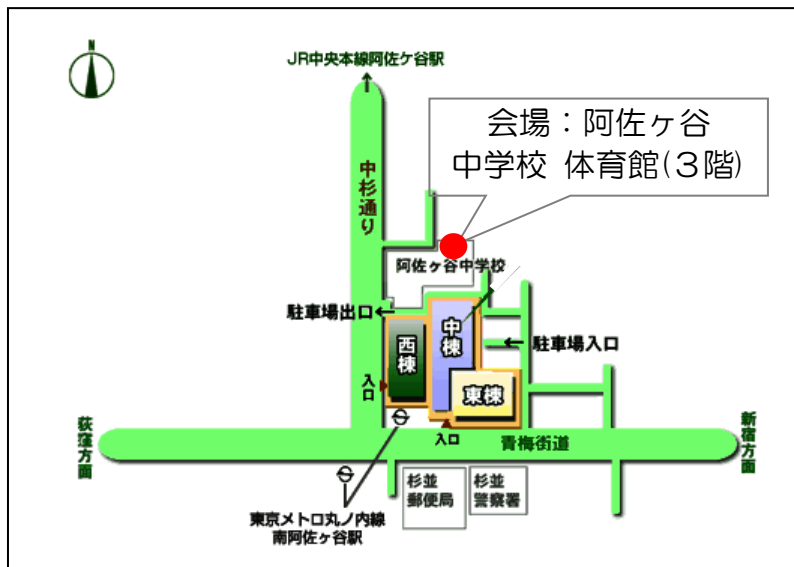 N
JR中央本線阿佐ケ谷駅
会場：阿佐ヶ谷
中学校 体育館(３階)
中杉通り
阿佐ケ谷中学校
駐車場出口
中棟
西棟
駐車場入口
東棟
入口
入口
青梅街道
荻窪方面
新宿方面
杉並
郵便局
杉並
警察署
東京メトロ丸ノ内線
南阿佐ケ谷駅